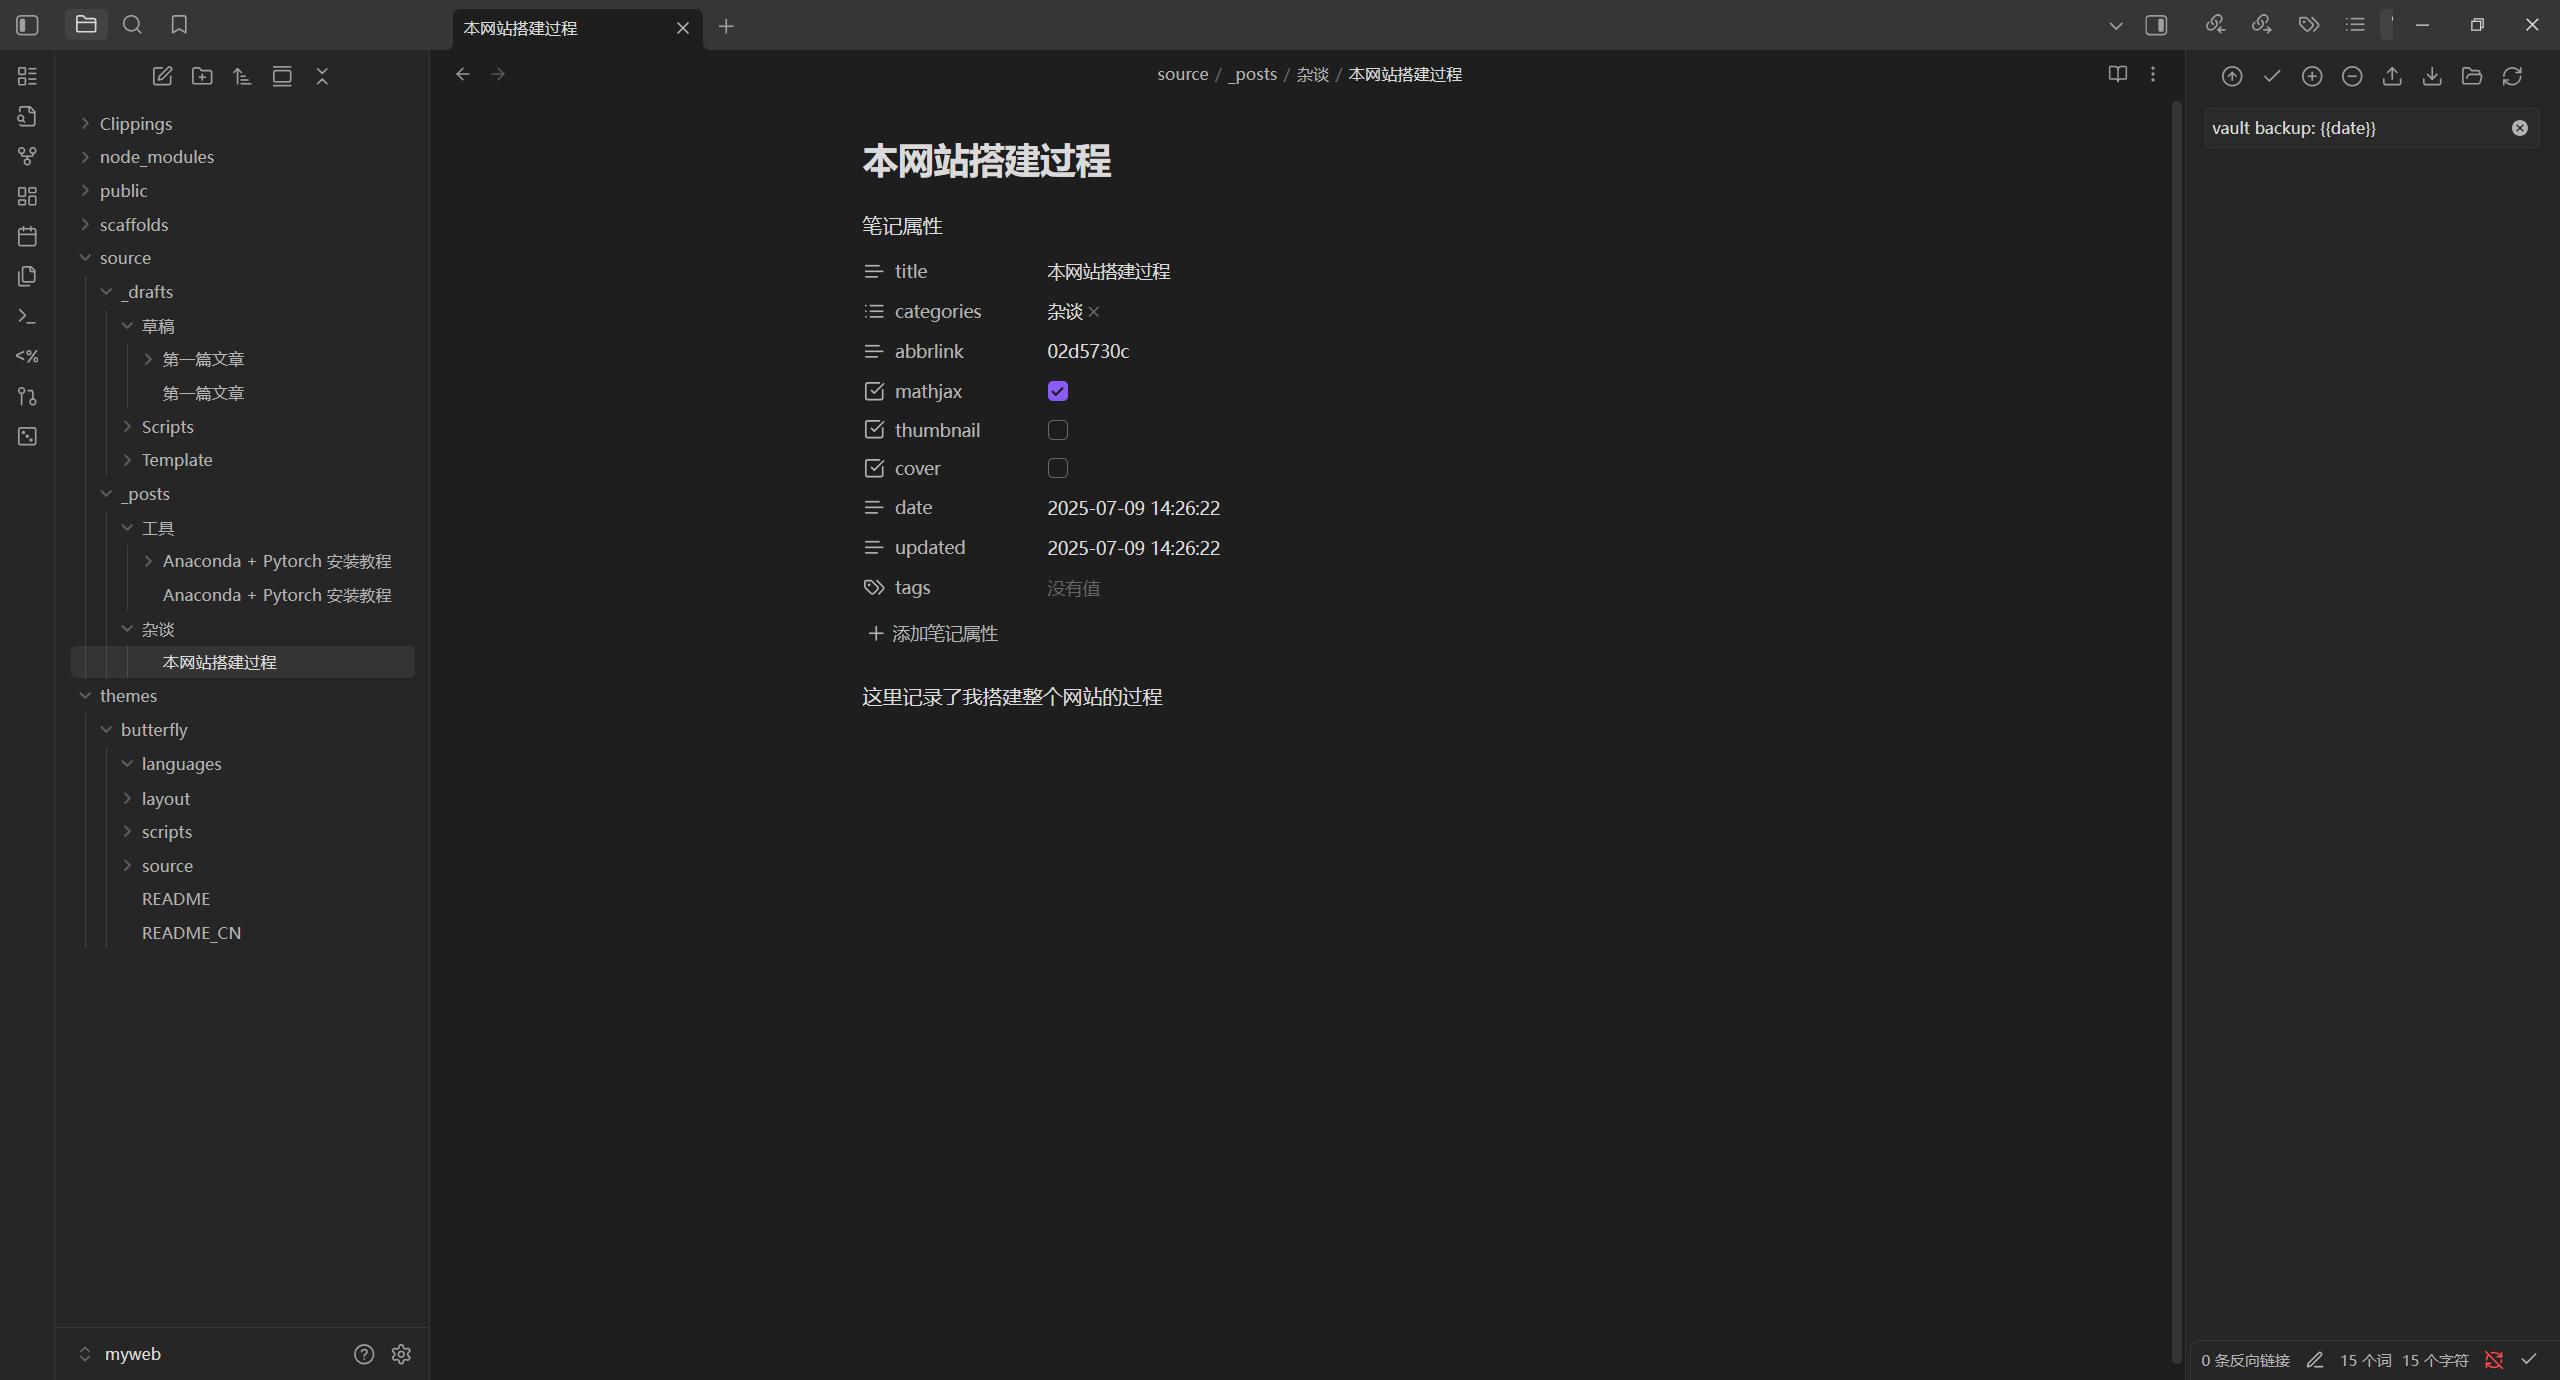 本网站搭建过程
source / _posts / 杂谈 / 本网站搭建过程
Clippings
node_modules
public
scaffolds
source
_drafts
草稿
第一篇文章
第一篇文章
Scripts
Template
_posts
工具
Anaconda + Pytorch 安装教程
Anaconda + Pytorch 安装教程
杂谈
本网站搭建过程
themes
butterfly
languages
layout
scripts
source
README
README_CN
myweb
本网站搭建过程
笔记属性
title 本网站搭建过程
categories 杂谈
abbrlink 02d5730c
mathjax
thumbnail
cover
date 2025-07-09 14:26:22
updated 2025-07-09 14:26:22
tags 没有值
添加笔记属性
这里记录了我搭建整个网站的过程
vault backup: {{date}}
0 条反向链接 15 个词 15 个字符